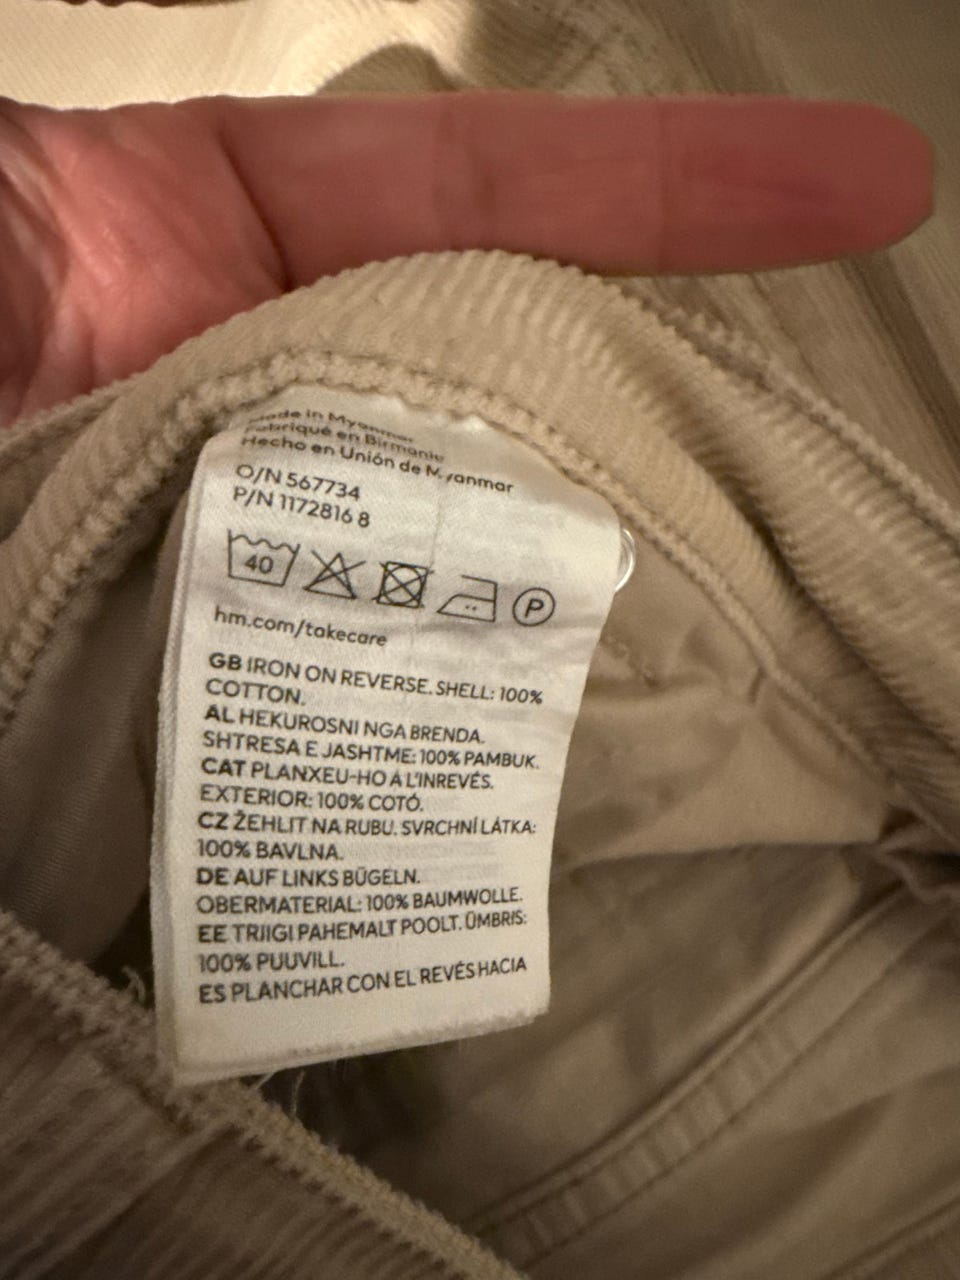 Made in Myanmar
Fabriqué en Birmanie
Hecho en Unión de Myanmar
O/N 567734
P/N 1172816 8
40
P
hm.com/takecare
GB IRON ON REVERSE. SHELL: 100%
COTTON.
AL HEKUROSNI NGA BRENDA.
SHTRESA E JASHTME: 100% PAMBUK.
CAT PLANXEU-HO A L'INREVÉS.
EXTERIOR: 100% COTÓ.
CZ ŽEHLIT NA RUBU. SVRCHNÍ LÁTKA:
100% BAVLNA.
DE AUF LINKS BÜGELN.
OBERMATERIAL: 100% BAUMWOLLE.
EE TRIIGI PAHEMALT POOLT. ÜMBRIS:
100% PUUVILL.
ES PLANCHAR CON EL REVÉS HACIA